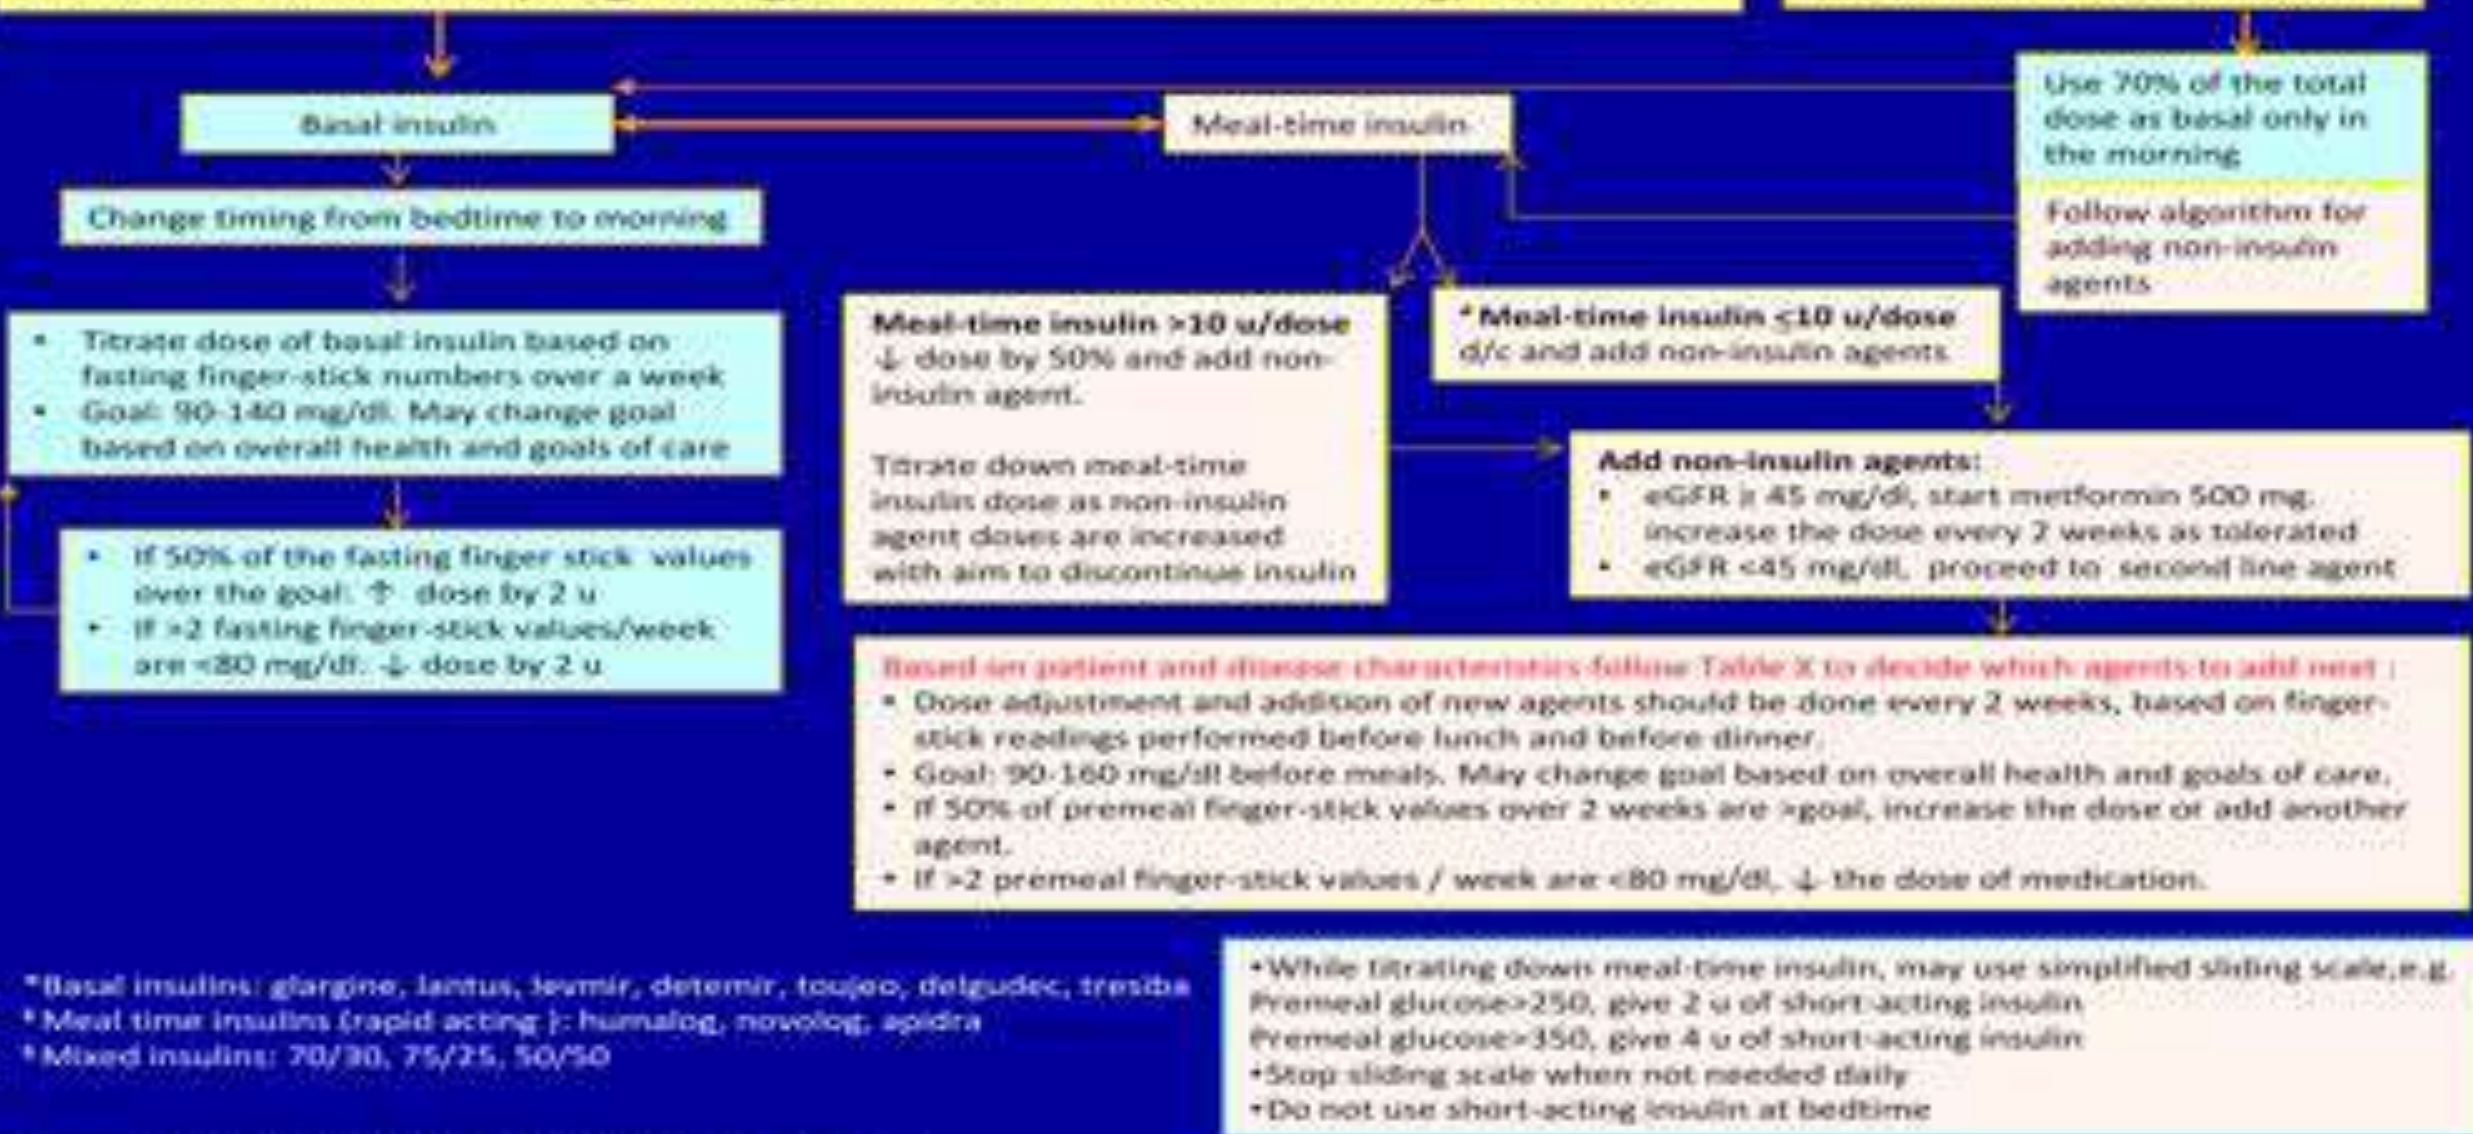 Basal insulin
Meal-time insulin
Use 70% of the total
dose as basal only in
the morning
Change timing from bedtime to morning
Follow algorithm for
adding non-insulin
agents
• Titrate dose of basal insulin based on
fasting finger-stick numbers over a week
• Goal: 90-140 mg/dl. May change goal
based on overall health and goals of care
Meal-time insulin >10 u/dose
↓ dose by 50% and add non-
insulin agent.
Titrate down meal-time
insulin dose as non-insulin
agent doses are increased
with aim to discontinue insulin
*Meal-time insulin ≤10 u/dose
d/c and add non-insulin agents
Add non-insulin agents:
• eGFR ≥ 45 mg/dl, start metformin 500 mg.
increase the dose every 2 weeks as tolerated
• eGFR <45 mg/dl, proceed to second line agent
• If 50% of the fasting finger stick values
over the goal: ↑ dose by 2 u
• If >2 fasting finger-stick values/week
are <80 mg/dl. ↓ dose by 2 u
Based on patient and disease characteristics follow Table X to decide which agents to add next :
• Dose adjustment and addition of new agents should be done every 2 weeks, based on finger-
stick readings performed before lunch and before dinner.
• Goal: 90-160 mg/dl before meals. May change goal based on overall health and goals of care.
• If 50% of premeal finger-stick values over 2 weeks are >goal, increase the dose or add another
agent.
• If >2 premeal finger-stick values / week are <80 mg/dl, ↓ the dose of medication.
*Basal insulins: glargine, lantus, levmir, detemir, toujeo, delgudec, tresiba
*Meal time insulins (rapid acting ): humalog, novolog, apidra
*Mixed insulins: 70/30, 75/25, 50/50
•While titrating down meal-time insulin, may use simplified sliding scale,e.g.
Premeal glucose>250, give 2 u of short-acting insulin
Premeal glucose>350, give 4 u of short-acting insulin
•Stop sliding scale when not needed daily
•Do not use short-acting insulin at bedtime